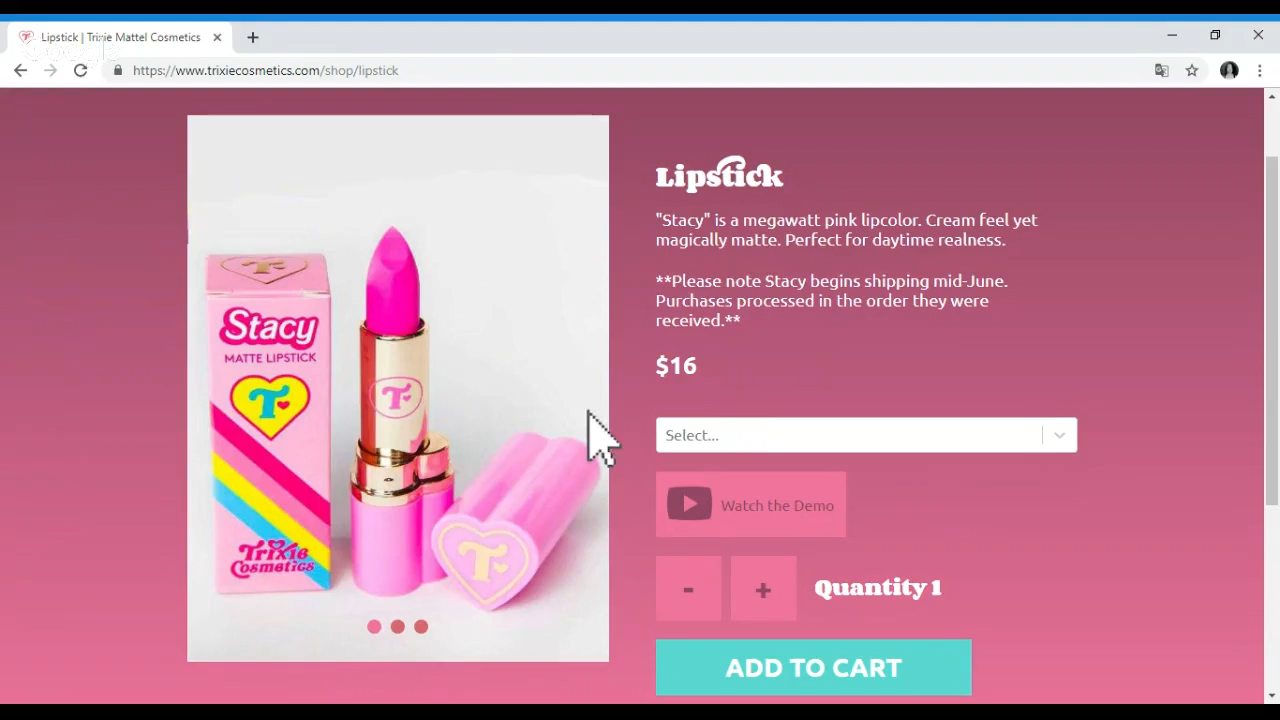 Lipstick | Trixie Mattel Cosmetics
https://www.trixiecosmetics.com/shop/lipstick
Stacy
MATTE LIPSTICK
T
Trixie
Cosmetics
T
T
T
Lipstick
"Stacy" is a megawatt pink lipcolor. Cream feel yet
magically matte. Perfect for daytime realness.
**Please note Stacy begins shipping mid-June.
Purchases processed in the order they were
received.**
$16
Select...
Watch the Demo
- + Quantity 1
ADD TO CART